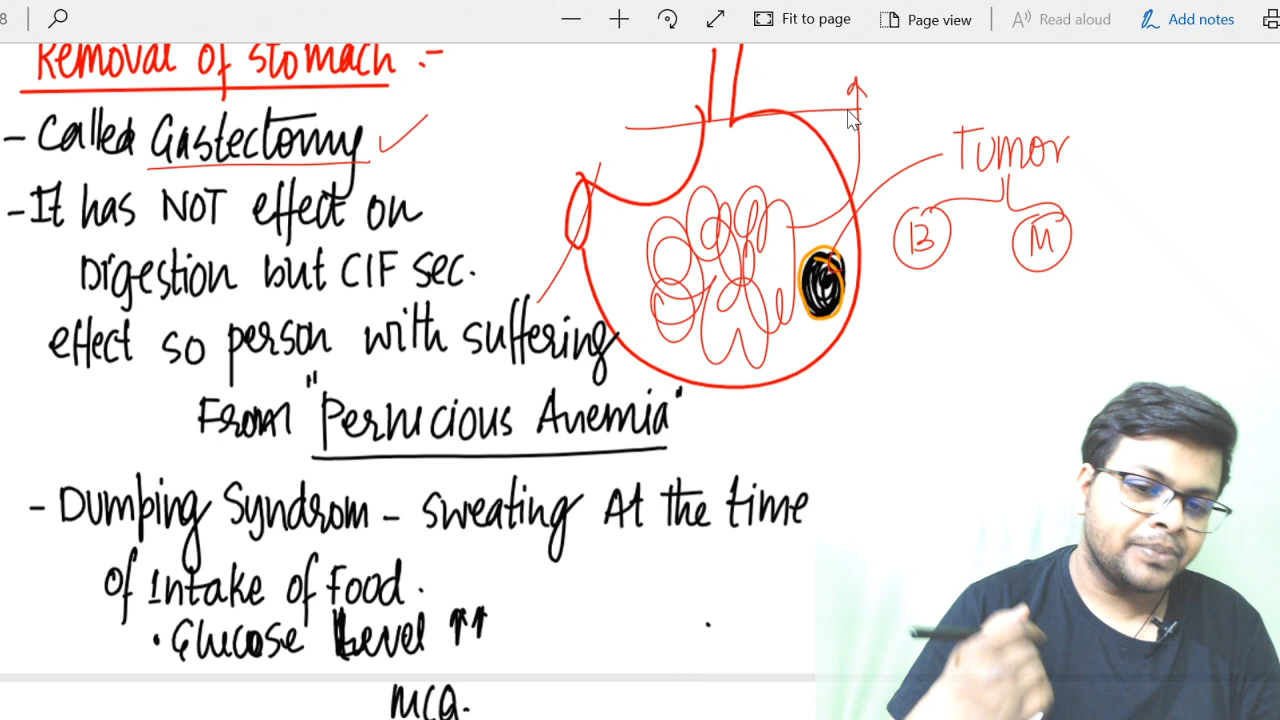 8 Fit to page Page view Read aloud Add notes
Removal of stomach :-
- Called Gastectomy
Tumor
- It has NOT effect on
B M
Digestion but CIF sec.
effect so person with suffering
From "Pernicious Anemia"
- Dumping Syndrom - sweating At the time
of Intake of Food.
• Glucose Level ↑↑
MCQ.